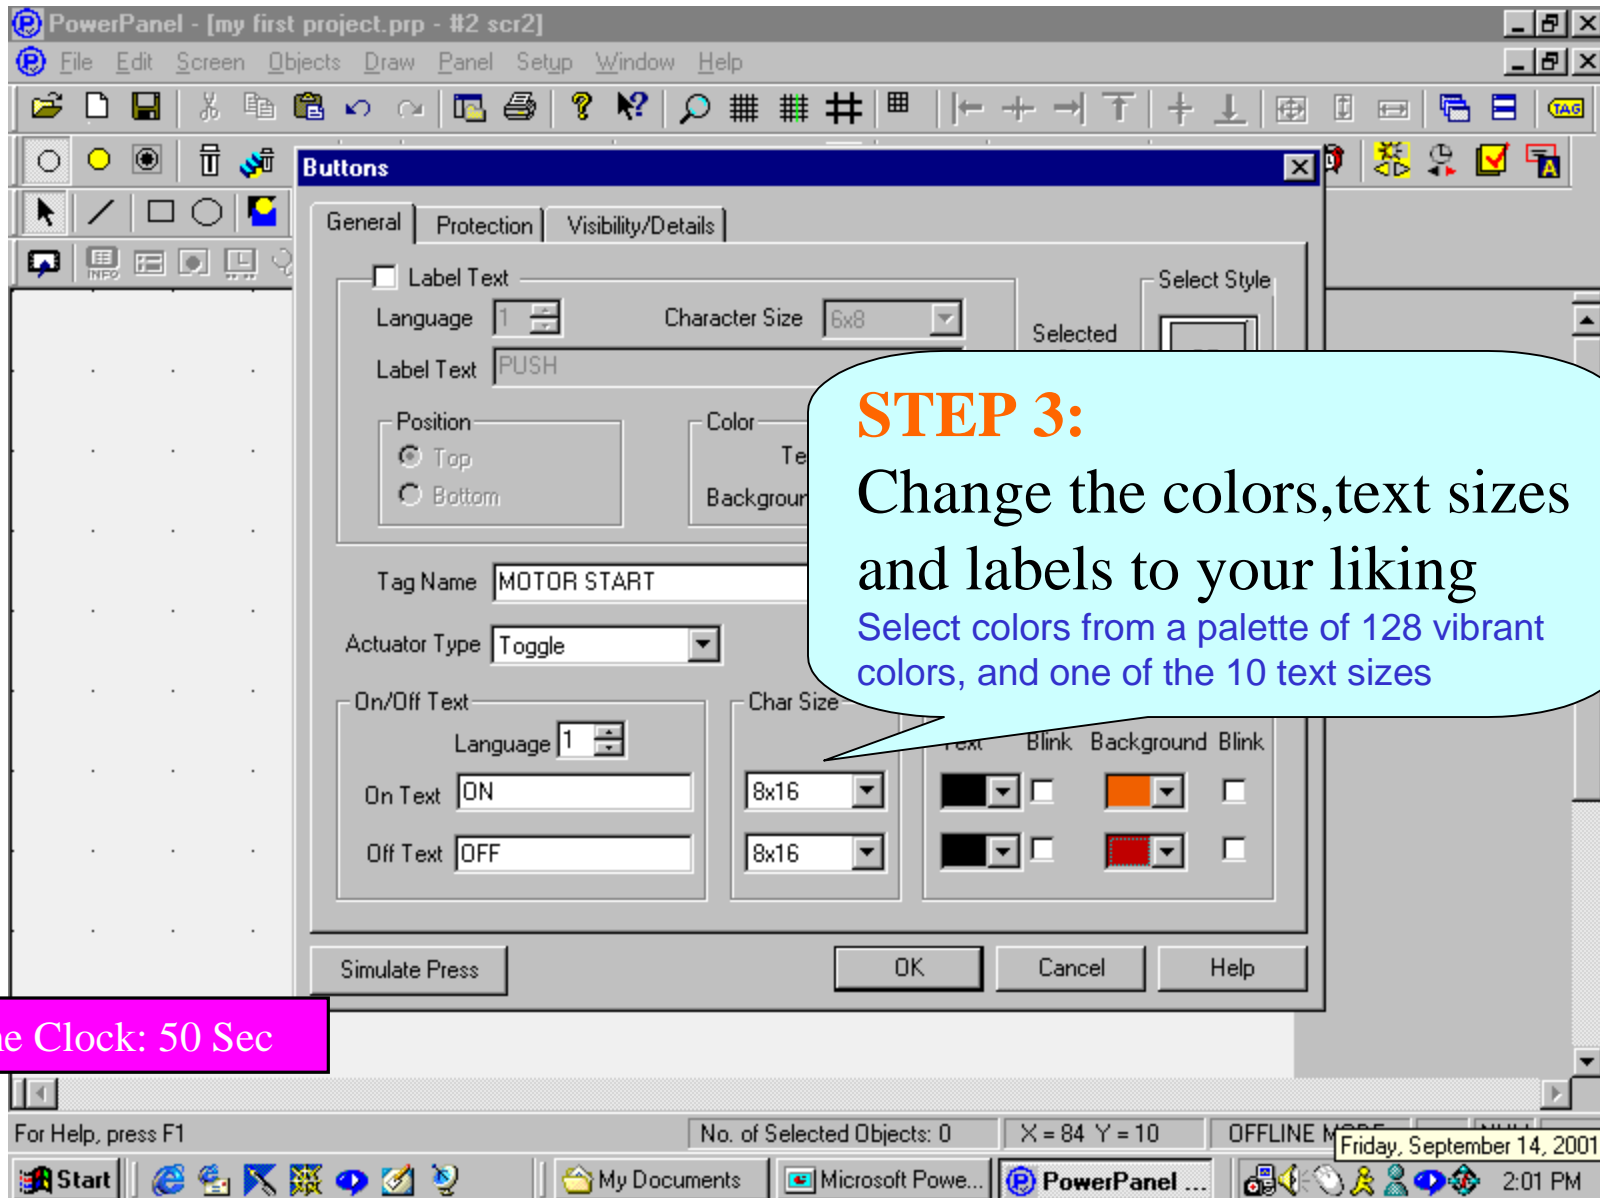 PowerPanel - [my first project.prp - #2 scr2]
File Edit Screen Objects Draw Panel Setup Window Help
TAG
Buttons
General Protection Visibility/Details
INFO
Label Text
Select Style
Language 1
Character Size 6x8
Selected
Label Text PUSH
Position
Color
Top
Bottom
STEP 3:
Change the colors,text sizes
and labels to your liking
Select colors from a palette of 128 vibrant
colors, and one of the 10 text sizes
Tag Name MOTOR START
Actuator Type Toggle
On/Off Text
Char Size
Language 1
Text Blink Background Blink
On Text ON 8x16
Off Text OFF 8x16
Simulate Press OK Cancel Help
Clock: 50 Sec
For Help, press F1
No. of Selected Objects: 0
X = 84 Y = 10
OFFLINE
Friday, September 14, 2001
Start My Documents Microsoft Powe... PowerPanel ... 2:01 PM